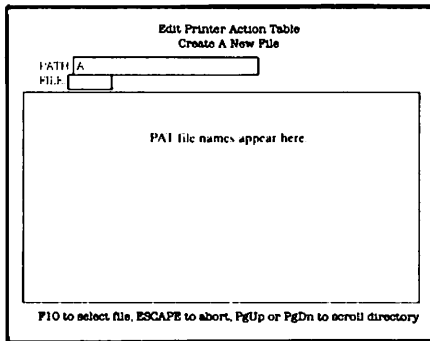 Edit Printer Action Table
Create A New File
PATH A
FILE
PAT file names appear here
F10 to select file, ESCAPE to abort, PgUp or PgDn to scroll directory